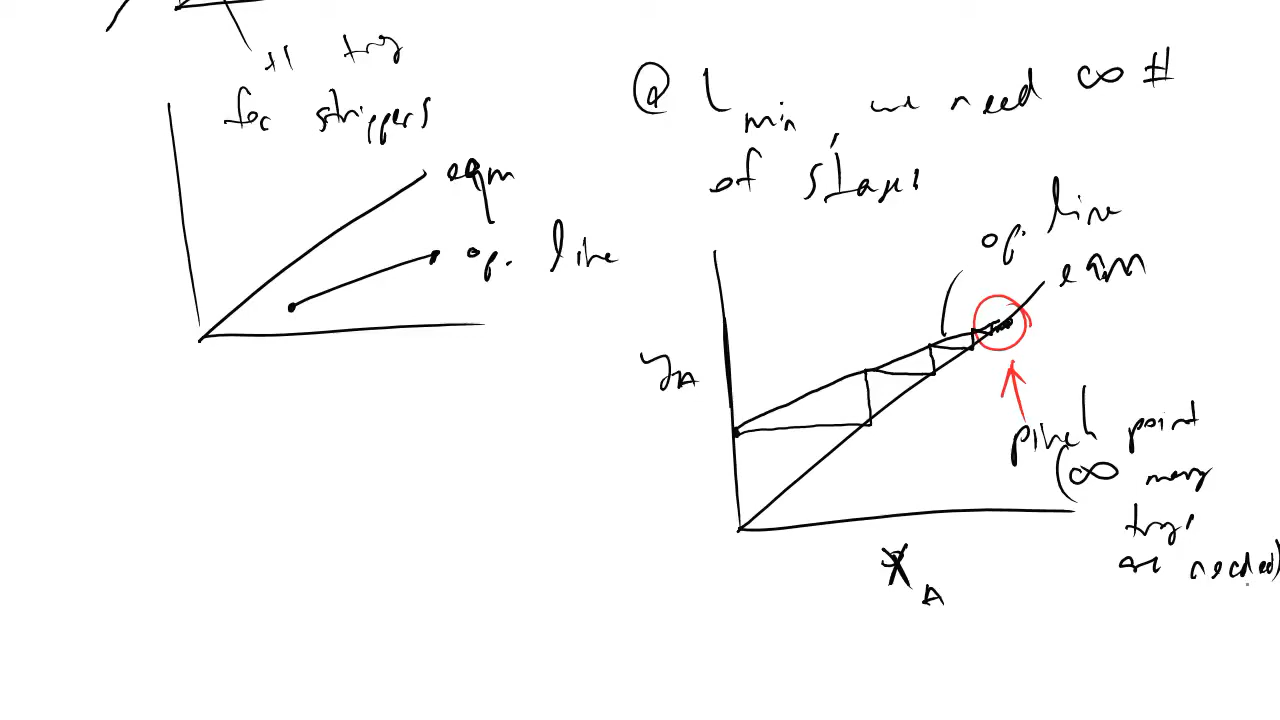 for strippers
eqm
op. line
@ Lmin we need ∞ #
of stages
op. line
eqm
yA
xA
pinch point
(∞ many
trays
are needed)